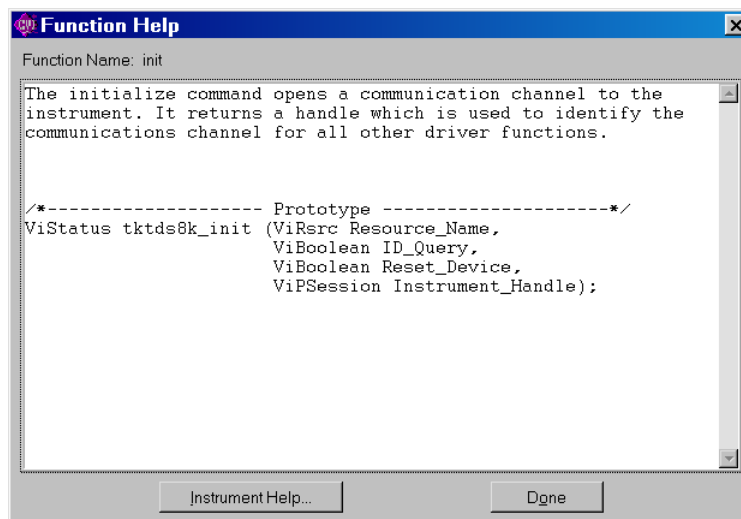 CVI Function Help
Function Name: init
The initialize command opens a communication channel to the
instrument. It returns a handle which is used to identify the
communications channel for all other driver functions.
/*------------------- Prototype ---------------------*/
ViStatus tktds8k_init (ViRsrc Resource_Name,
ViBoolean ID_Query,
ViBoolean Reset_Device,
ViPSession Instrument_Handle);
Instrument Help...
Done